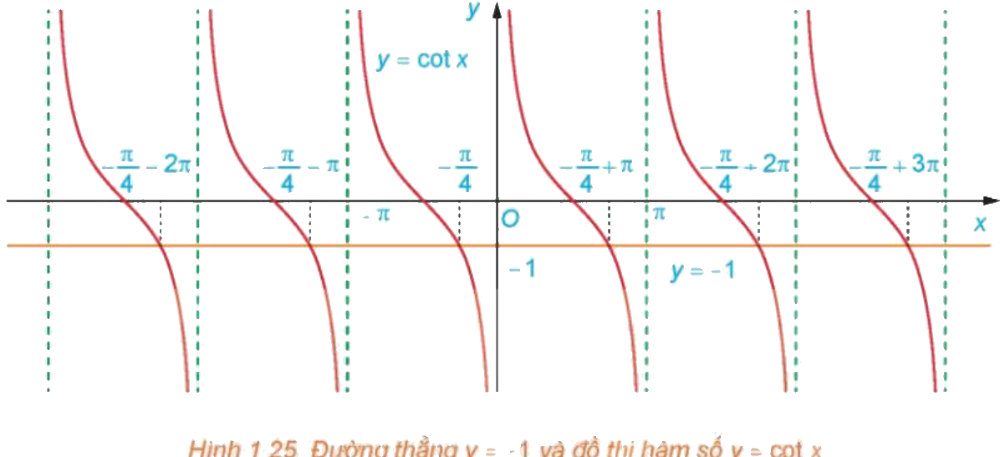 y
y = cot x
-π/4 - 2π
-π/4 - π
-π/4
-π/4 + π
-π/4 + 2π
-π/4 + 3π
-π
O
π
x
-1
y = -1
Hình 1.25 Đường thẳng y = -1 và đồ thị hàm số y = cot x